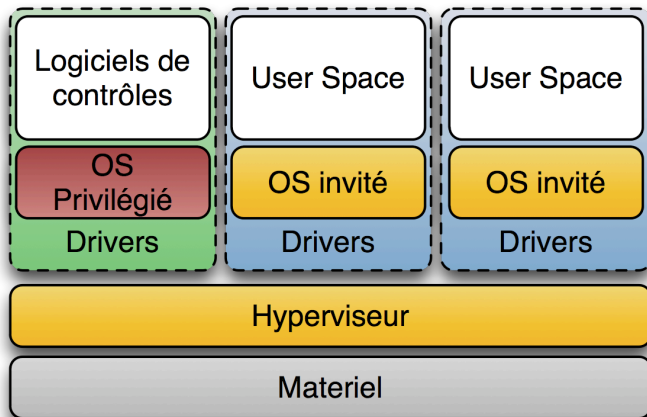 Logiciels de
contrôles
User Space
User Space
OS
Privilégié
OS invité
OS invité
Drivers
Drivers
Drivers
Hyperviseur
Materiel